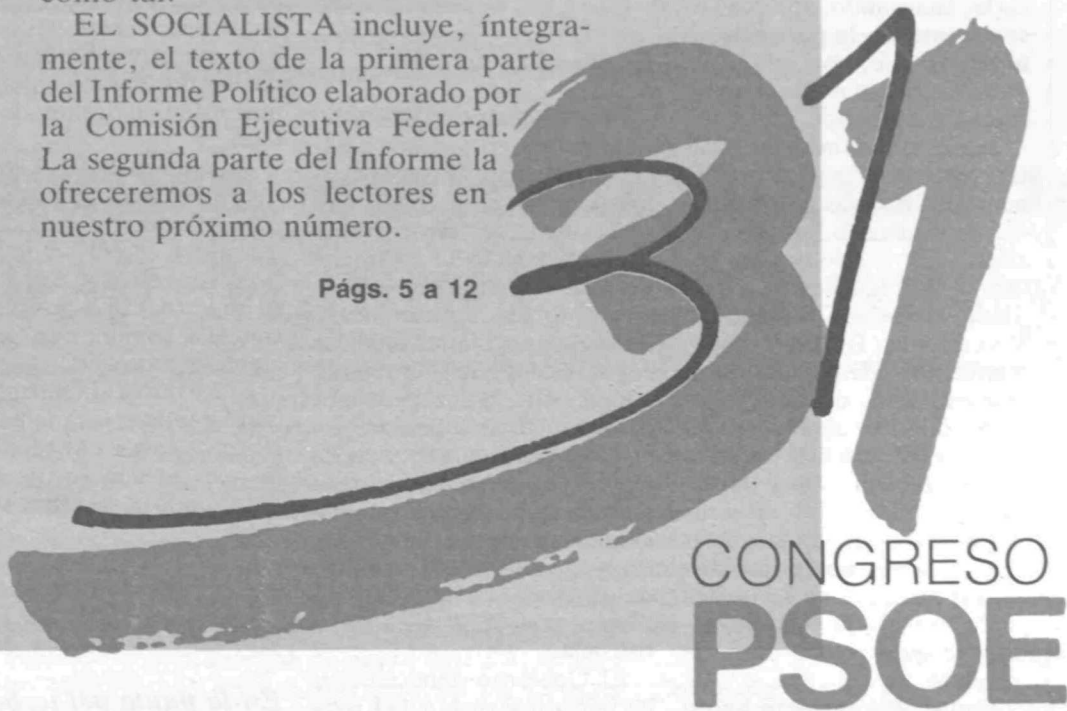 como tal.
EL SOCIALISTA incluye, íntegra-
mente, el texto de la primera parte
del Informe Político elaborado por
la Comisión Ejecutiva Federal.
La segunda parte del Informe la
ofreceremos a los lectores en
nuestro próximo número.
Págs. 5 a 12
31
CONGRESO
PSOE